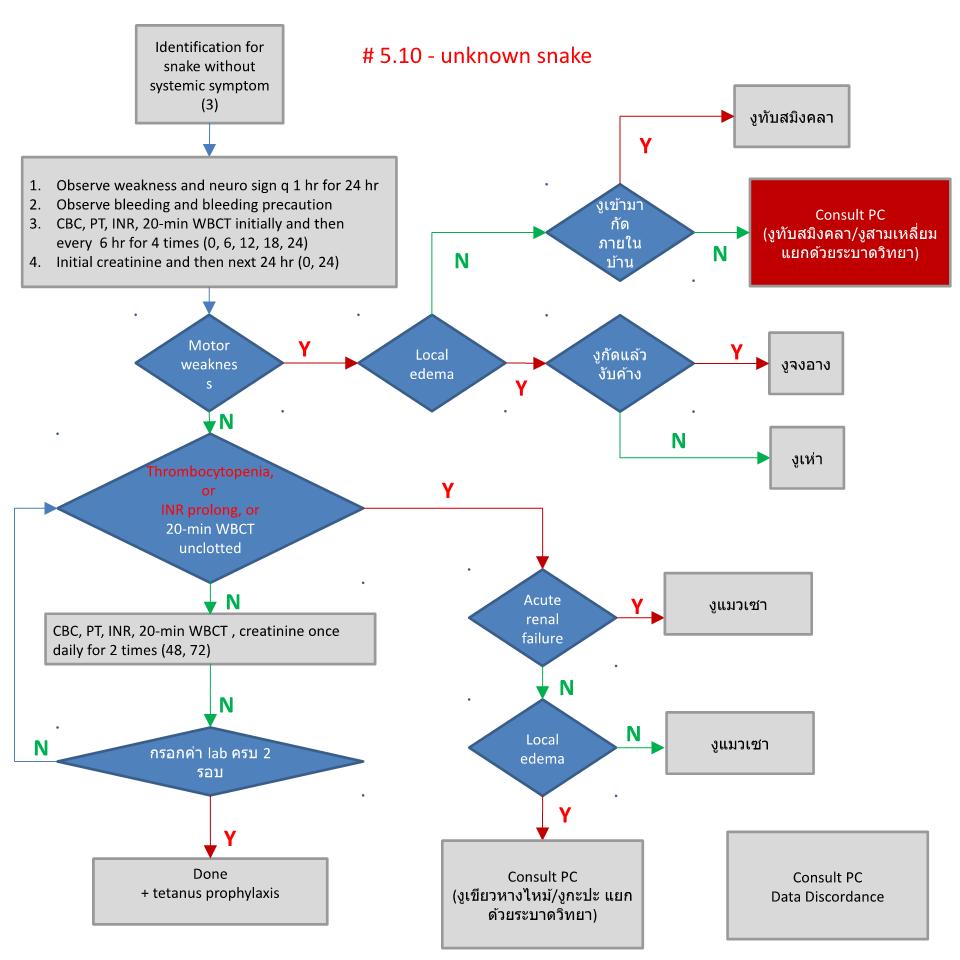 # 5.10 - unknown snake
Identification for
snake without
systemic symptom
(3)
1. Observe weakness and neuro sign q 1 hr for 24 hr
2. Observe bleeding and bleeding precaution
3. CBC, PT, INR, 20-min WBCT initially and then
every 6 hr for 4 times (0, 6, 12, 18, 24)
4. Initial creatinine and then next 24 hr (0, 24)
Motor
weaknes
s
Y
Local
edema
N
งูเข้ามา
กัด
ภายใน
บ้าน
Y
งูทับสมิงคลา
N
Consult PC
(งูทับสมิงคลา/งูสามเหลี่ยม
แยกด้วยระบาดวิทยา)
Y
งูกัดแล้ว
งับค้าง
Y
งูจงอาง
N
งูเห่า
N
Thrombocytopenia,
or
INR prolong, or
20-min WBCT
unclotted
Y
Acute
renal
failure
Y
งูแมวเซา
N
Local
edema
N
งูแมวเซา
Y
Consult PC
(งูเขียวหางไหม้/งูกะปะ แยก
ด้วยระบาดวิทยา)
N
CBC, PT, INR, 20-min WBCT , creatinine once
daily for 2 times (48, 72)
N
กรอกค่า lab ครบ 2
รอบ
N
Y
Done
+ tetanus prophylaxis
Consult PC
Data Discordance